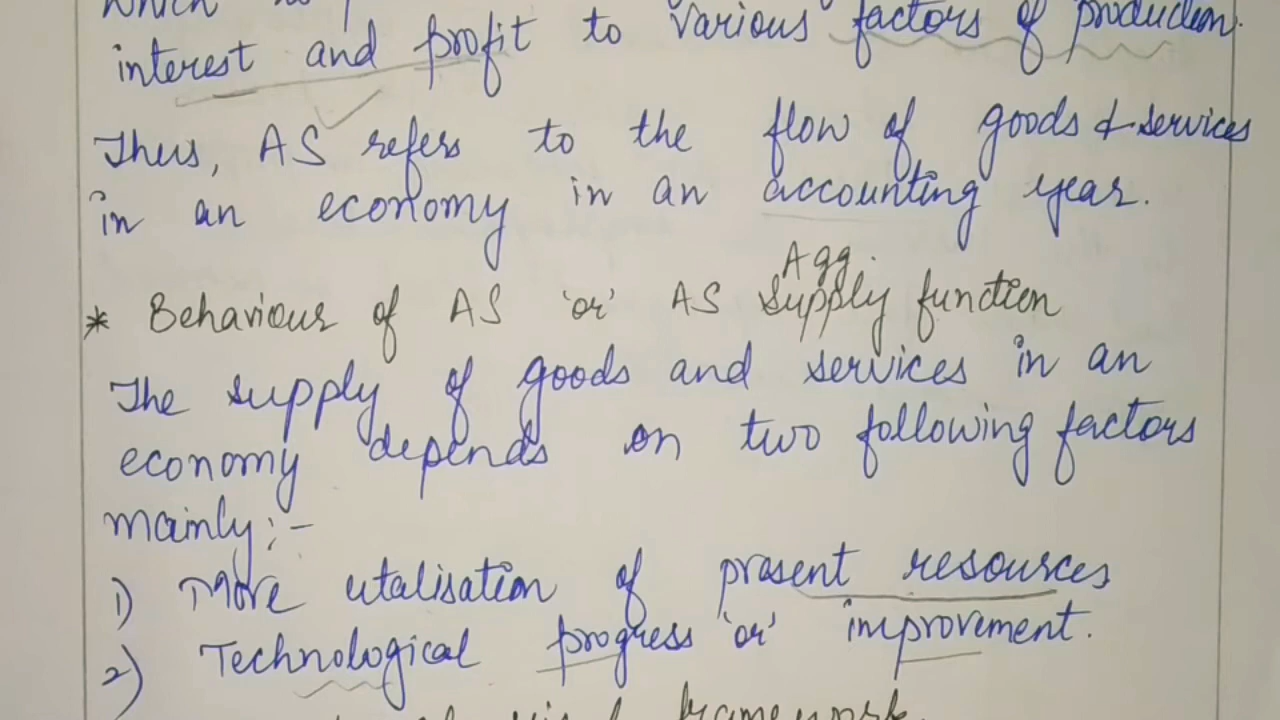 which
interest and profit to various factors of production.
Thus, AS refers to the flow of goods & services
in an economy in an accounting year.
Agg.
* Behaviour of AS 'or' AS supply function
The supply of goods and services in an
economy depends on two following factors
mainly:-
1) More utalisation of present resources
2) Technological progress 'or' improvement.
framework.